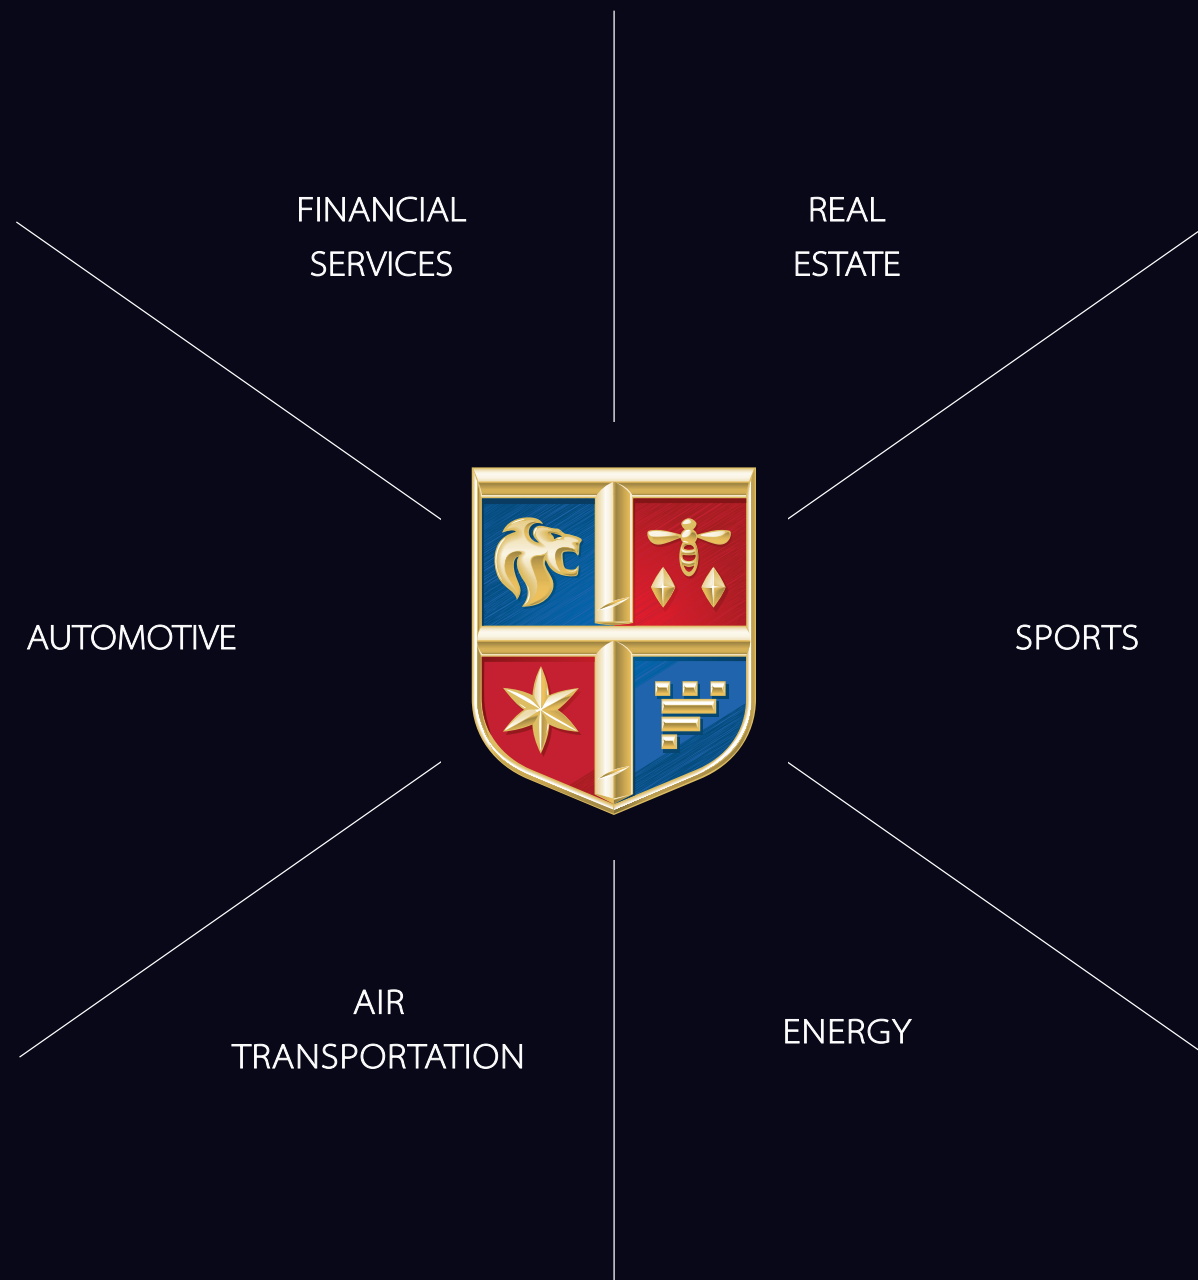 FINANCIAL
SERVICES
REAL
ESTATE
AUTOMOTIVE
SPORTS
AIR
TRANSPORTATION
ENERGY